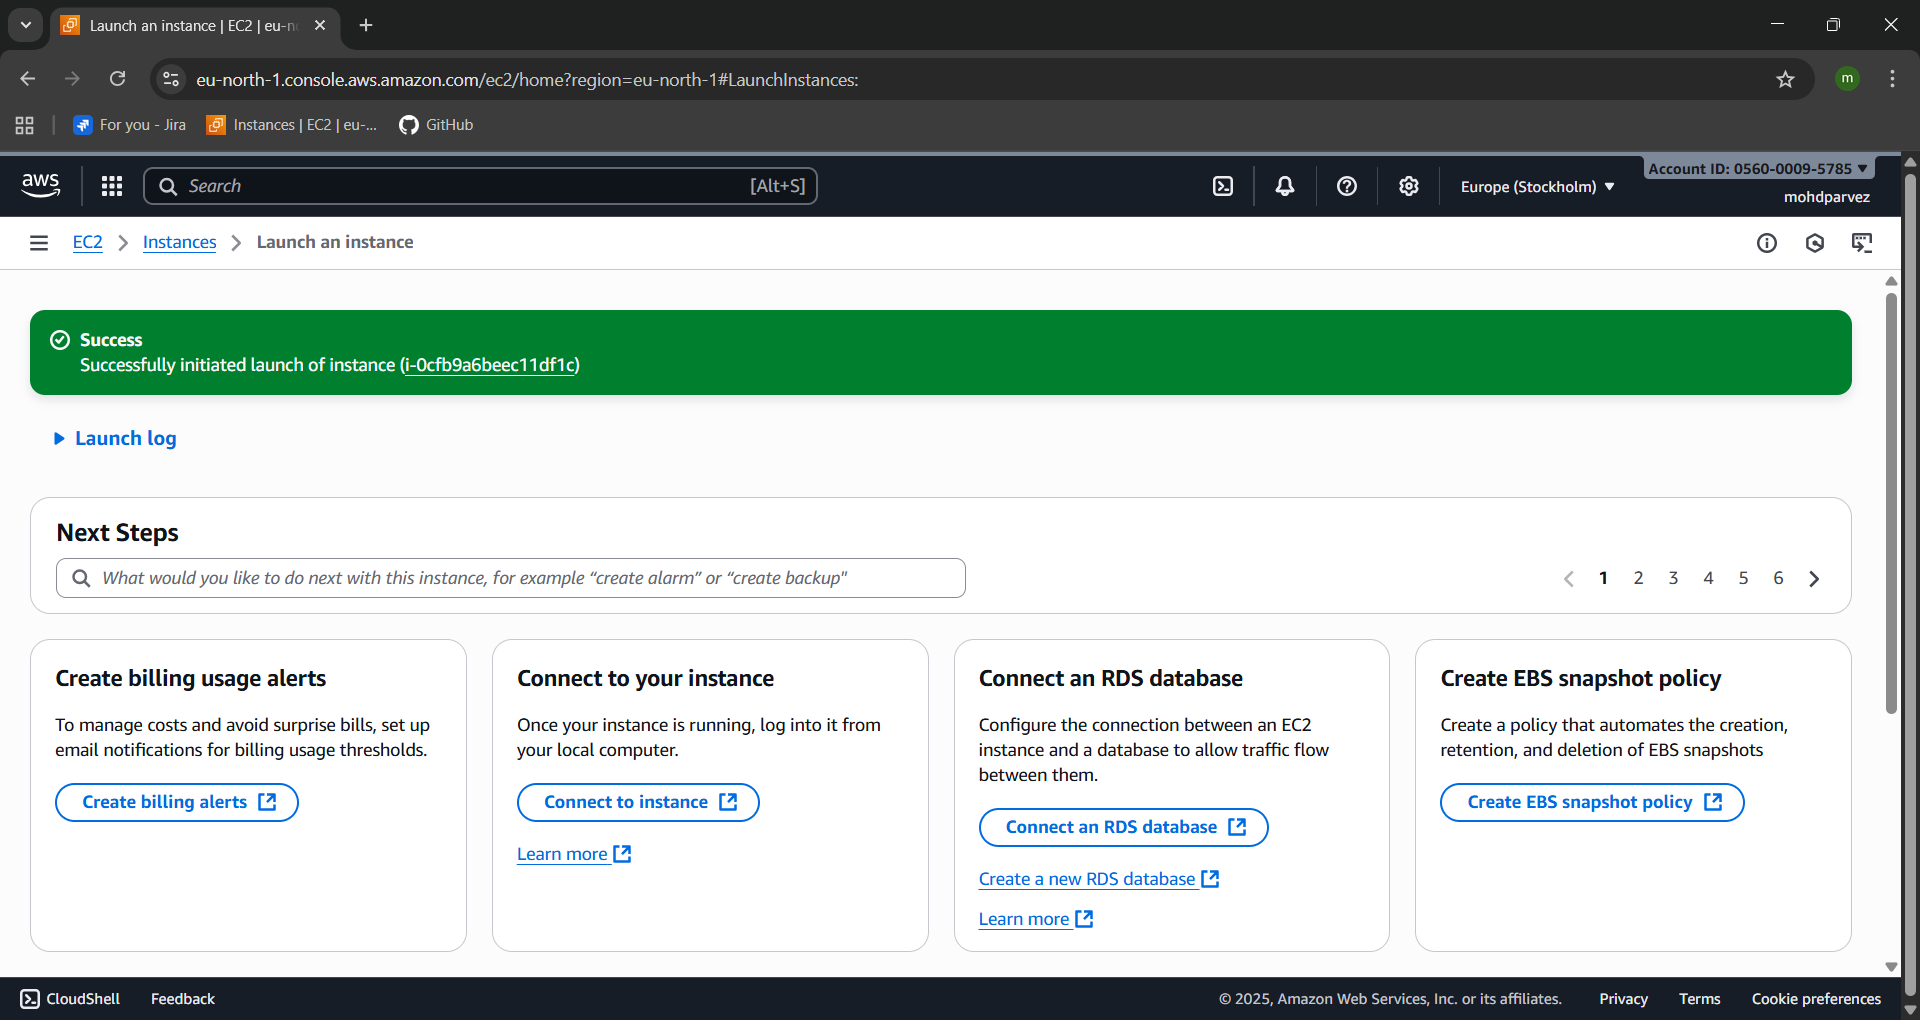 Launch an instance | EC2 | eu-n
eu-north-1.console.aws.amazon.com/ec2/home?region=eu-north-1#LaunchInstances:
m
For you - Jira
Instances | EC2 | eu-...
GitHub
aws
Search
[Alt+S]
Europe (Stockholm)
Account ID: 0560-0009-5785
mohdparvez
EC2
Instances
Launch an instance
Success
Successfully initiated launch of instance (i-0cfb9a6beec11df1c)
Launch log
Next Steps
What would you like to do next with this instance, for example “create alarm” or “create backup"
1 2 3 4 5 6
Create billing usage alerts
To manage costs and avoid surprise bills, set up
email notifications for billing usage thresholds.
Create billing alerts
Connect to your instance
Once your instance is running, log into it from
your local computer.
Connect to instance
Learn more
Connect an RDS database
Configure the connection between an EC2
instance and a database to allow traffic flow
between them.
Connect an RDS database
Create a new RDS database
Learn more
Create EBS snapshot policy
Create a policy that automates the creation,
retention, and deletion of EBS snapshots
Create EBS snapshot policy
CloudShell
Feedback
© 2025, Amazon Web Services, Inc. or its affiliates.
Privacy
Terms
Cookie preferences